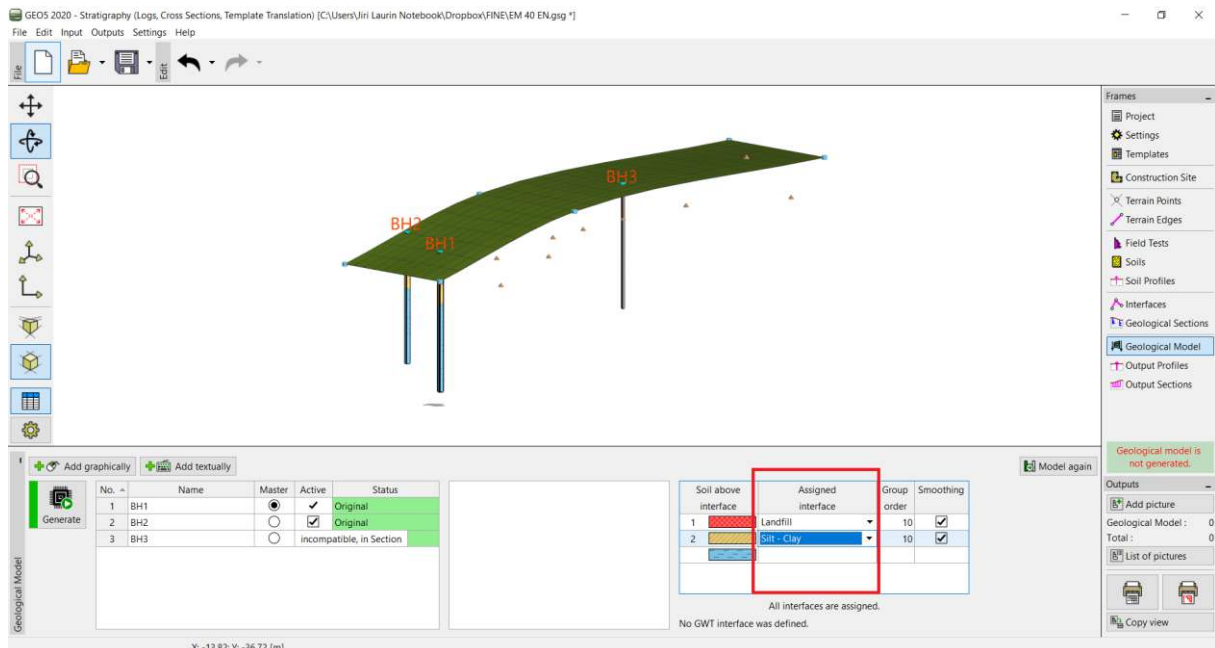 GEO5 2020 - Stratigraphy (Logs, Cross Sections, Template Translation) [C:\Users\Jiri Laurin Notebook\Dropbox\FINE\EM 40 EN.gsg *]
File Edit Input Outputs Settings Help
File
Edit
BH3
BH2
BH1
Frames
Project
Settings
Templates
Construction Site
Terrain Points
Terrain Edges
Field Tests
Soils
Soil Profiles
Interfaces
Geological Sections
Geological Model
Output Profiles
Output Sections
Geological model is
not generated.
Outputs
Add picture
Geological Model : 0
Total : 0
List of pictures
Copy view
Geological Model
Add graphically Add textually
Model again
Generate
No. Name Master Active Status
1 BH1 Original
2 BH2 Original
3 BH3 incompatible, in Section
Soil above Assigned Group Smoothing
interface interface order
1 Landfill 10
2 Silt - Clay 10
All interfaces are assigned.
No GWT interface was defined.
X: -13,82; Y: -36,72 [m]